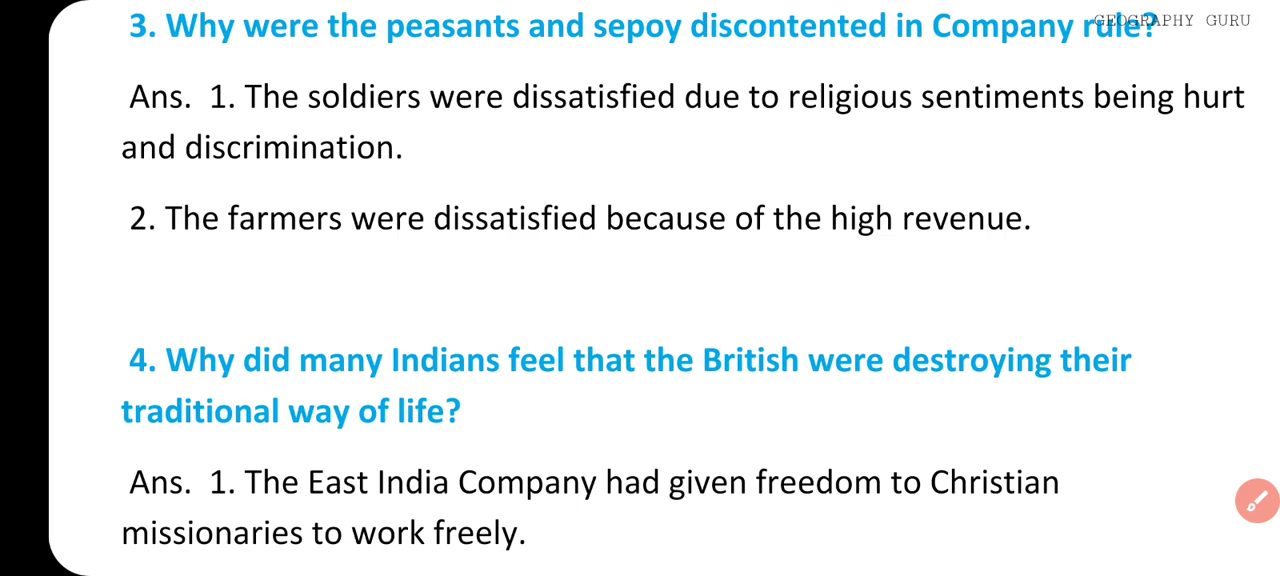 GEOGRAPHY GURU
3. Why were the peasants and sepoy discontented in Company rule?
Ans. 1. The soldiers were dissatisfied due to religious sentiments being hurt
and discrimination.
2. The farmers were dissatisfied because of the high revenue.
4. Why did many Indians feel that the British were destroying their
traditional way of life?
Ans. 1. The East India Company had given freedom to Christian
missionaries to work freely.